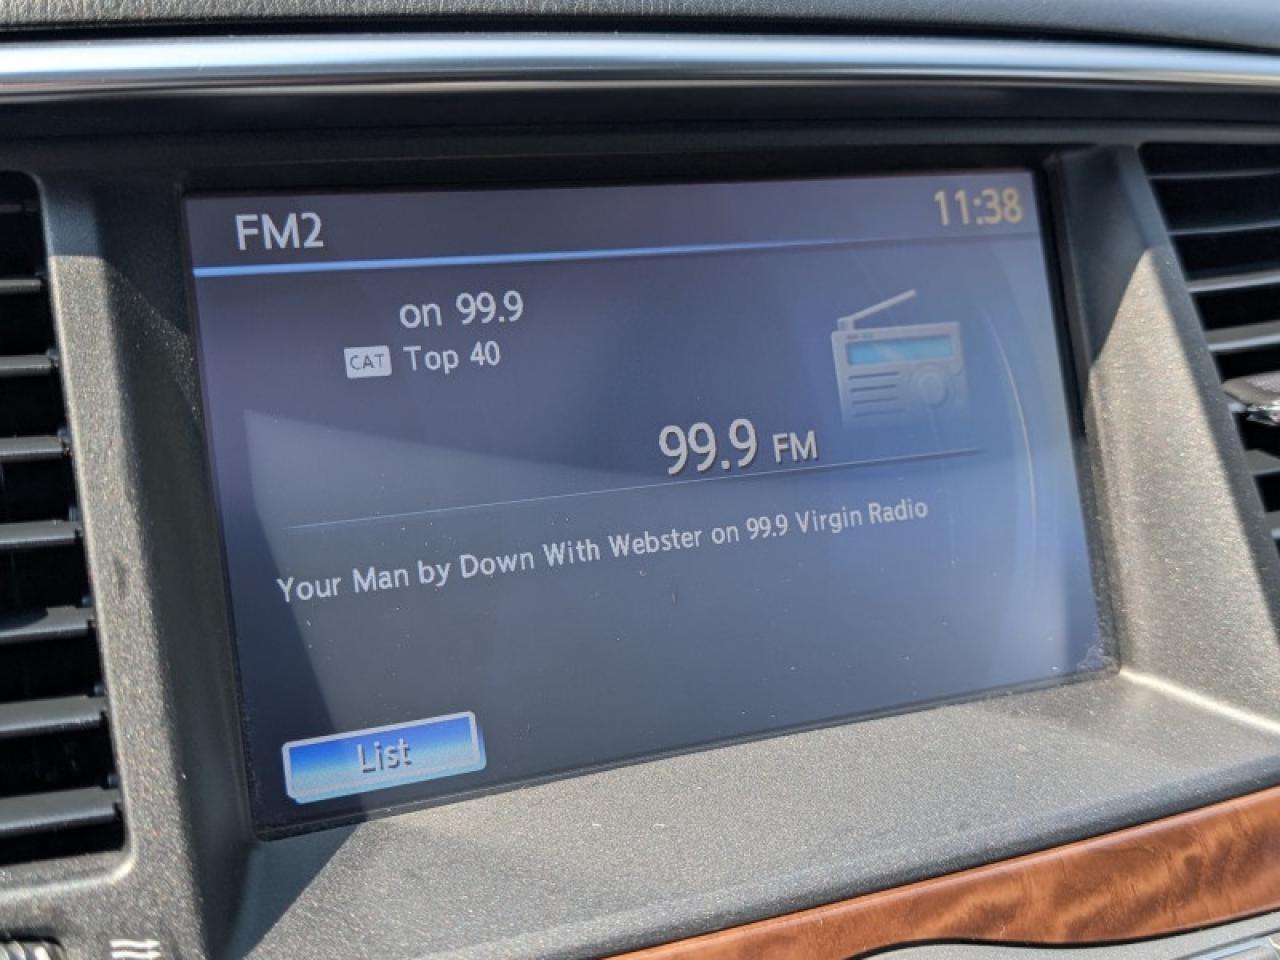 FM2
11:38
on 99.9
CAT Top 40
99.9 FM
Your Man by Down With Webster on 99.9 Virgin Radio
List